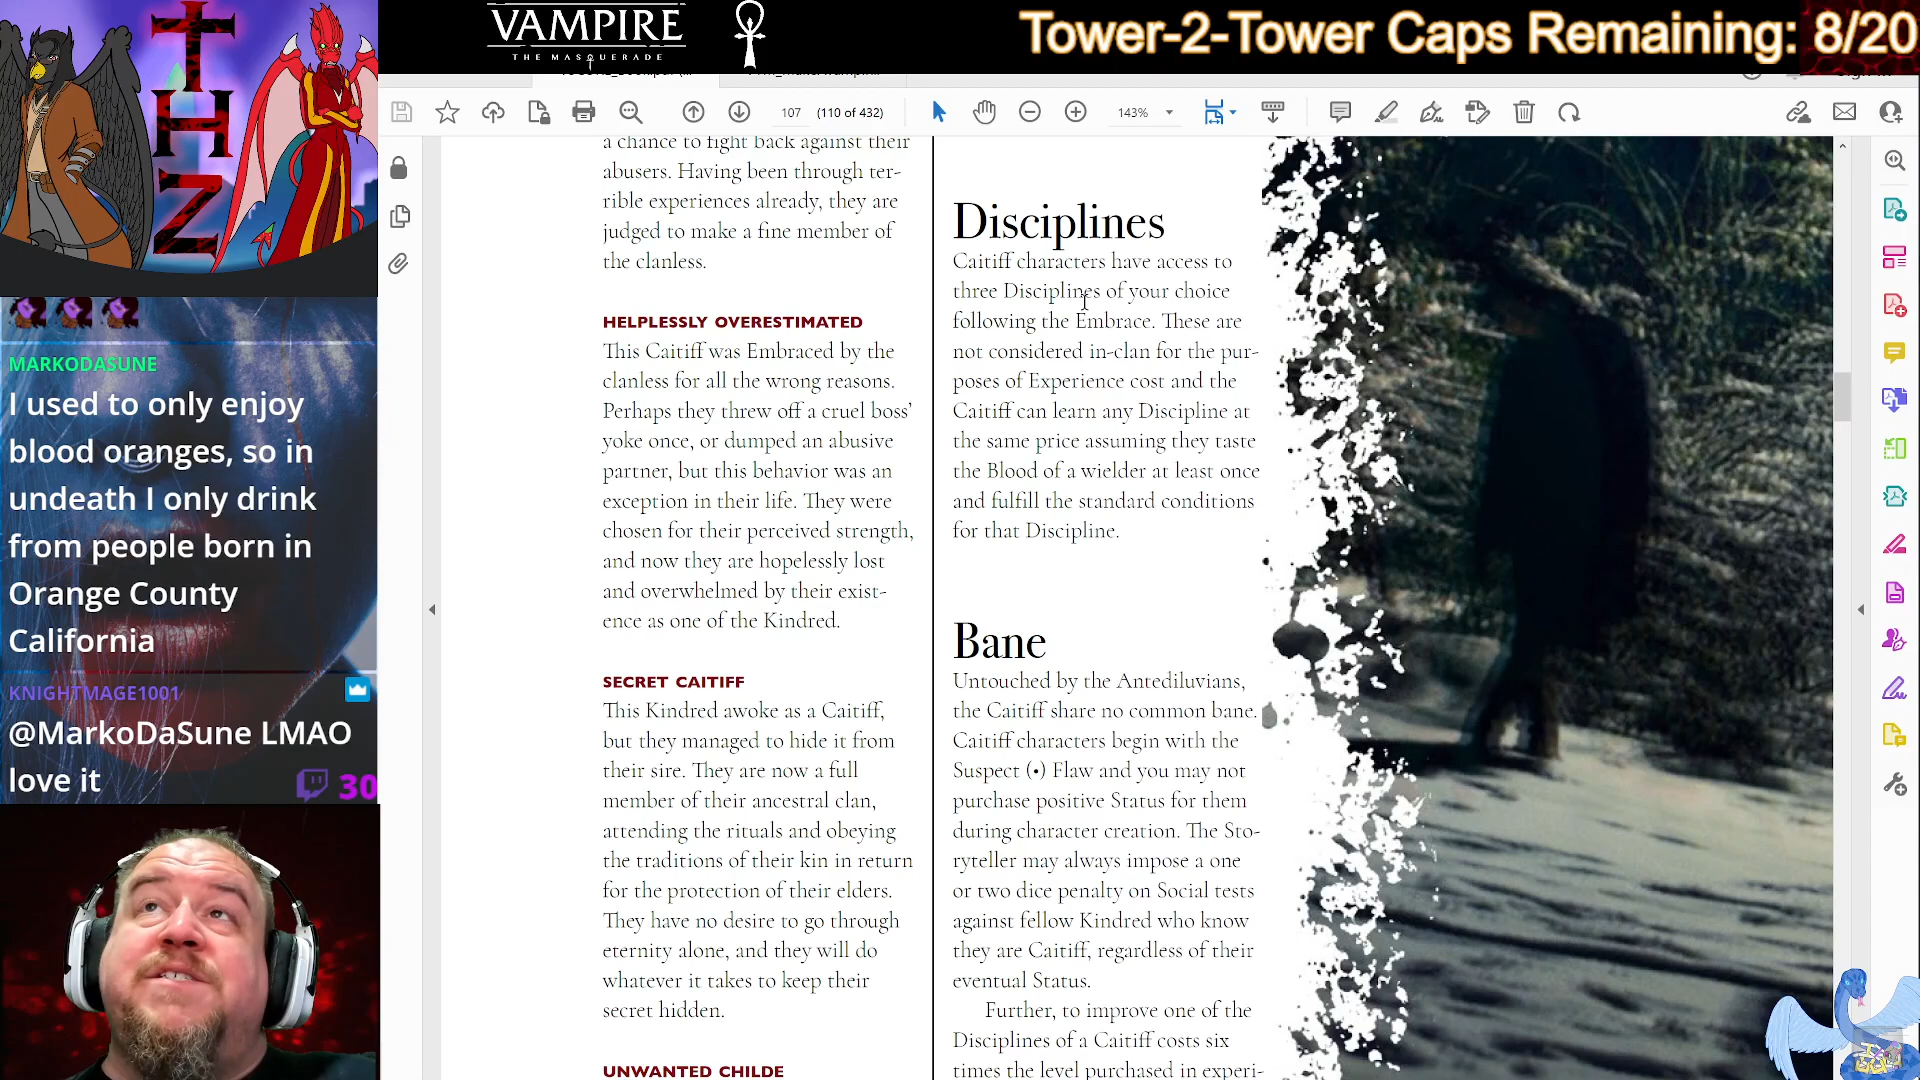 THZ
VAMPIRE
THE MASQUERADE
Tower-2-Tower Caps Remaining: 8/20
107 (110 of 432)
143%
MARKODASUNE
I used to only enjoy
blood oranges, so in
undeath I only drink
from people born in
Orange County
California
KNIGHTMAGE1001
@MarkoDaSune LMAO
love it
30
a chance to fight back against their
abusers. Having been through ter-
rible experiences already, they are
judged to make a fine member of
the clanless.
HELPLESSLY OVERESTIMATED
This Caitiff was Embraced by the
clanless for all the wrong reasons.
Perhaps they threw off a cruel boss'
yoke once, or dumped an abusive
partner, but this behavior was an
exception in their life. They were
chosen for their perceived strength,
and now they are hopelessly lost
and overwhelmed by their exist-
ence as one of the Kindred.
SECRET CAITIFF
This Kindred awoke as a Caitiff,
but they managed to hide it from
their sire. They are now a full
member of their ancestral clan,
attending the rituals and obeying
the traditions of their kin in return
for the protection of their elders.
They have no desire to go through
eternity alone, and they will do
whatever it takes to keep their
secret hidden.
UNWANTED CHILDE
Disciplines
Caitiff characters have access to
three Disciplines of your choice
following the Embrace. These are
not considered in-clan for the pur-
poses of Experience cost and the
Caitiff can learn any Discipline at
the same price assuming they taste
the Blood of a wielder at least once
and fulfill the standard conditions
for that Discipline.
Bane
Untouched by the Antediluvians,
the Caitiff share no common bane.
Caitiff characters begin with the
Suspect (•) Flaw and you may not
purchase positive Status for them
during character creation. The Sto-
ryteller may always impose a one
or two dice penalty on Social tests
against fellow Kindred who know
they are Caitiff, regardless of their
eventual Status.
Further, to improve one of the
Disciplines of a Caitiff costs six
times the level purchased in experi-